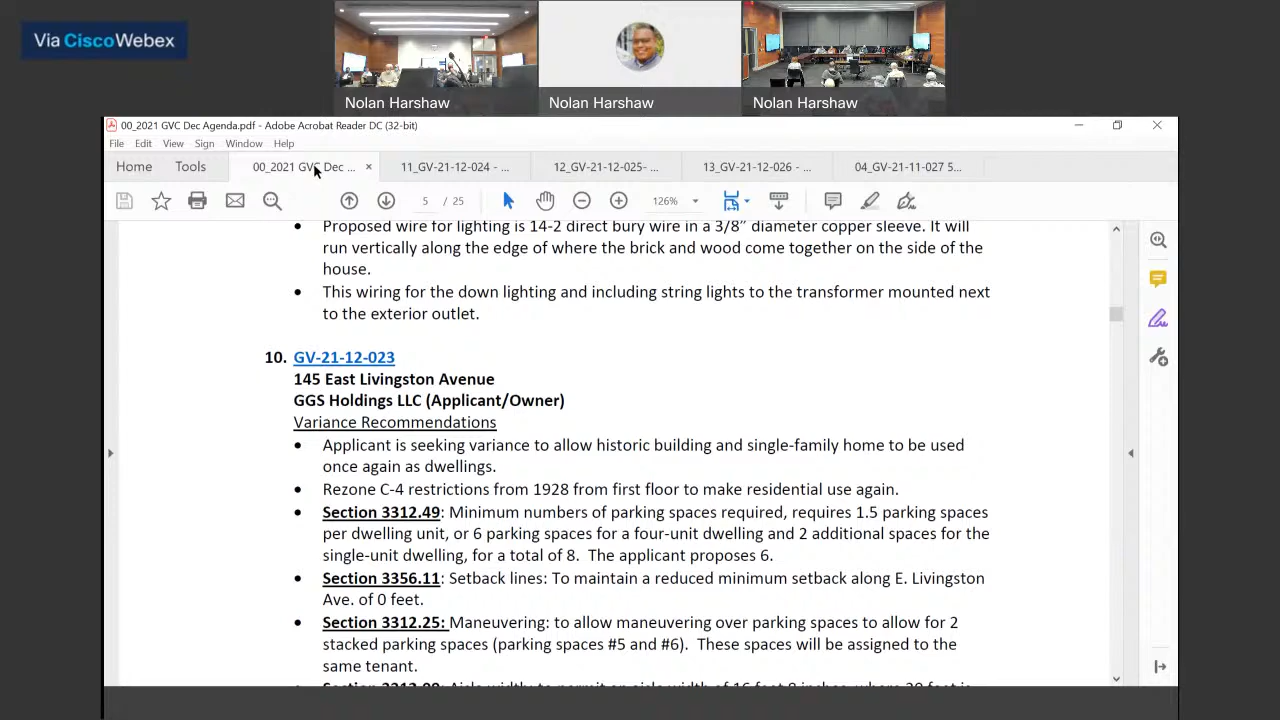 Via CiscoWebex
Nolan Harshaw
Nolan Harshaw
Nolan Harshaw
00_2021 GVC Dec Agenda.pdf - Adobe Acrobat Reader DC (32-bit)
File Edit View Sign Window Help
Home Tools 00_2021 GVC Dec ... 11_GV-21-12-024 - ... 12_GV-21-12-025- ... 13_GV-21-12-026 - ... 04_GV-21-11-027 5...
5 / 25 126%
• Proposed wire for lighting is 14-2 direct bury wire in a 3/8” diameter copper sleeve. It will
run vertically along the edge of where the brick and wood come together on the side of the
house.
• This wiring for the down lighting and including string lights to the transformer mounted next
to the exterior outlet.
10. GV-21-12-023
145 East Livingston Avenue
GGS Holdings LLC (Applicant/Owner)
Variance Recommendations
• Applicant is seeking variance to allow historic building and single-family home to be used
once again as dwellings.
• Rezone C-4 restrictions from 1928 from first floor to make residential use again.
• Section 3312.49: Minimum numbers of parking spaces required, requires 1.5 parking spaces
per dwelling unit, or 6 parking spaces for a four-unit dwelling and 2 additional spaces for the
single-unit dwelling, for a total of 8. The applicant proposes 6.
• Section 3356.11: Setback lines: To maintain a reduced minimum setback along E. Livingston
Ave. of 0 feet.
• Section 3312.25: Maneuvering: to allow maneuvering over parking spaces to allow for 2
stacked parking spaces (parking spaces #5 and #6). These spaces will be assigned to the
same tenant.